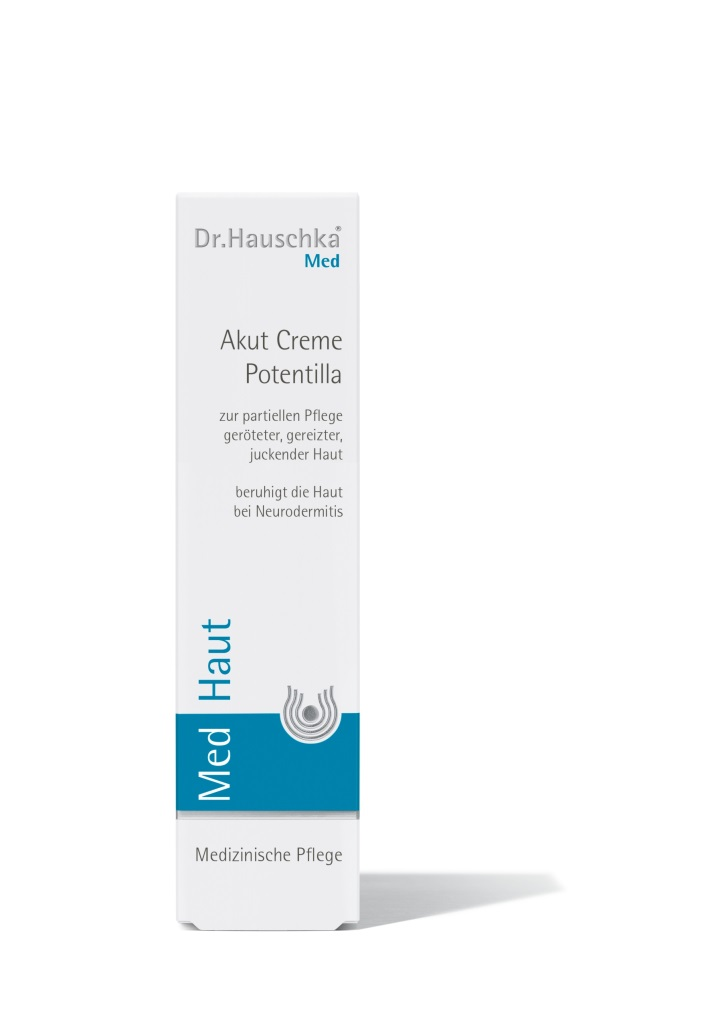 Dr.Hauschka®
Med
Akut Creme
Potentilla
zur partiellen Pflege
geröteter, gereizter,
juckender Haut
beruhigt die Haut
bei Neurodermitis
Med Haut
Medizinische Pflege